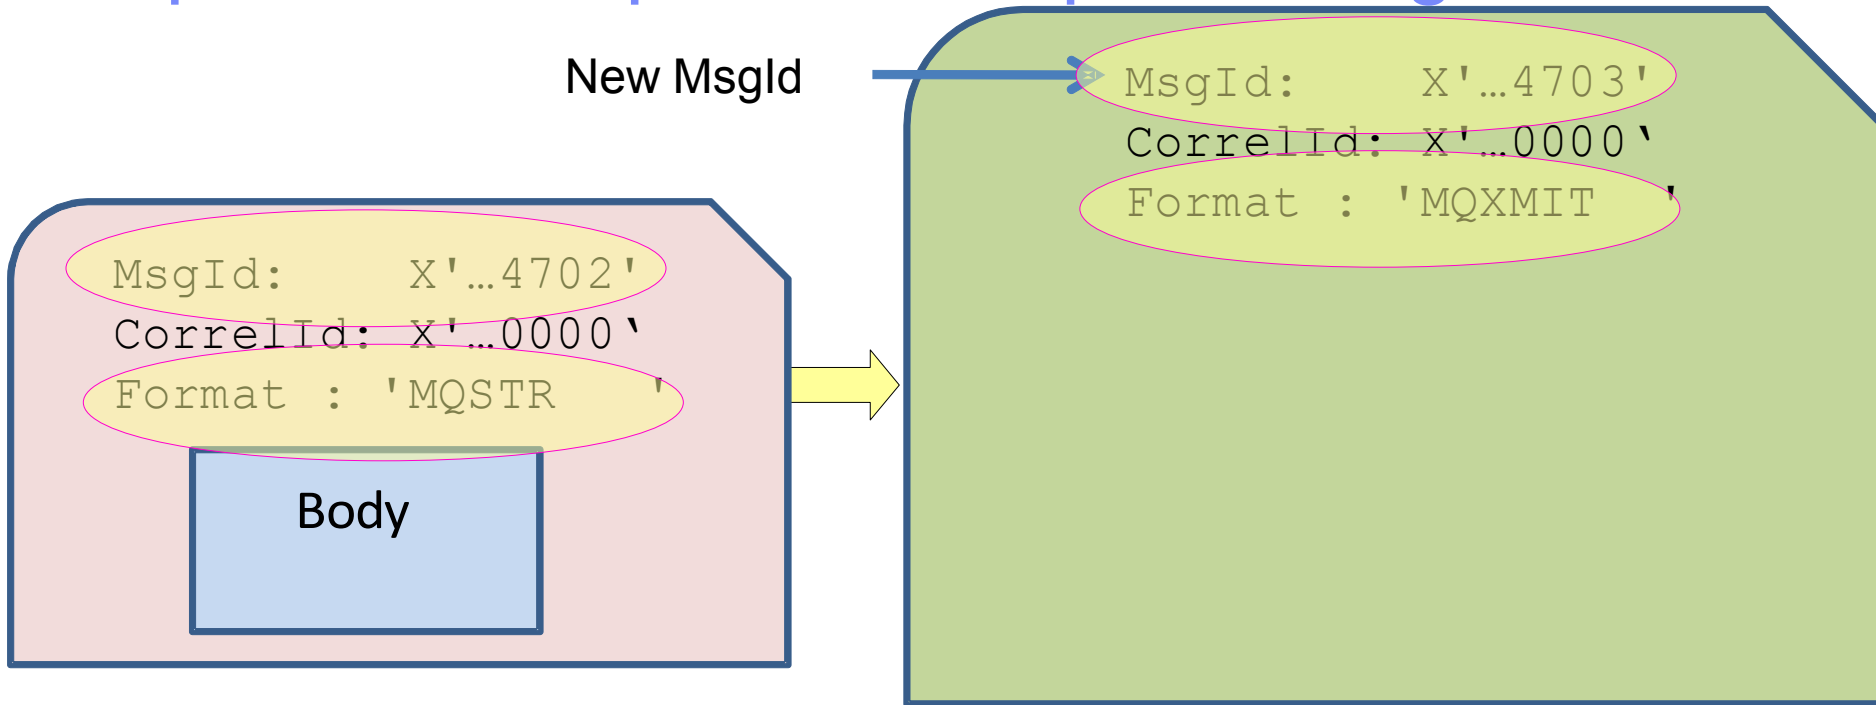 New MsgId
MsgId:    X'…4703'
CorrelId: X'…0000‘
Format : 'MQXMIT  '
MsgId:    X'…4702'
CorrelId: X'…0000‘
Format : 'MQSTR   '
Body